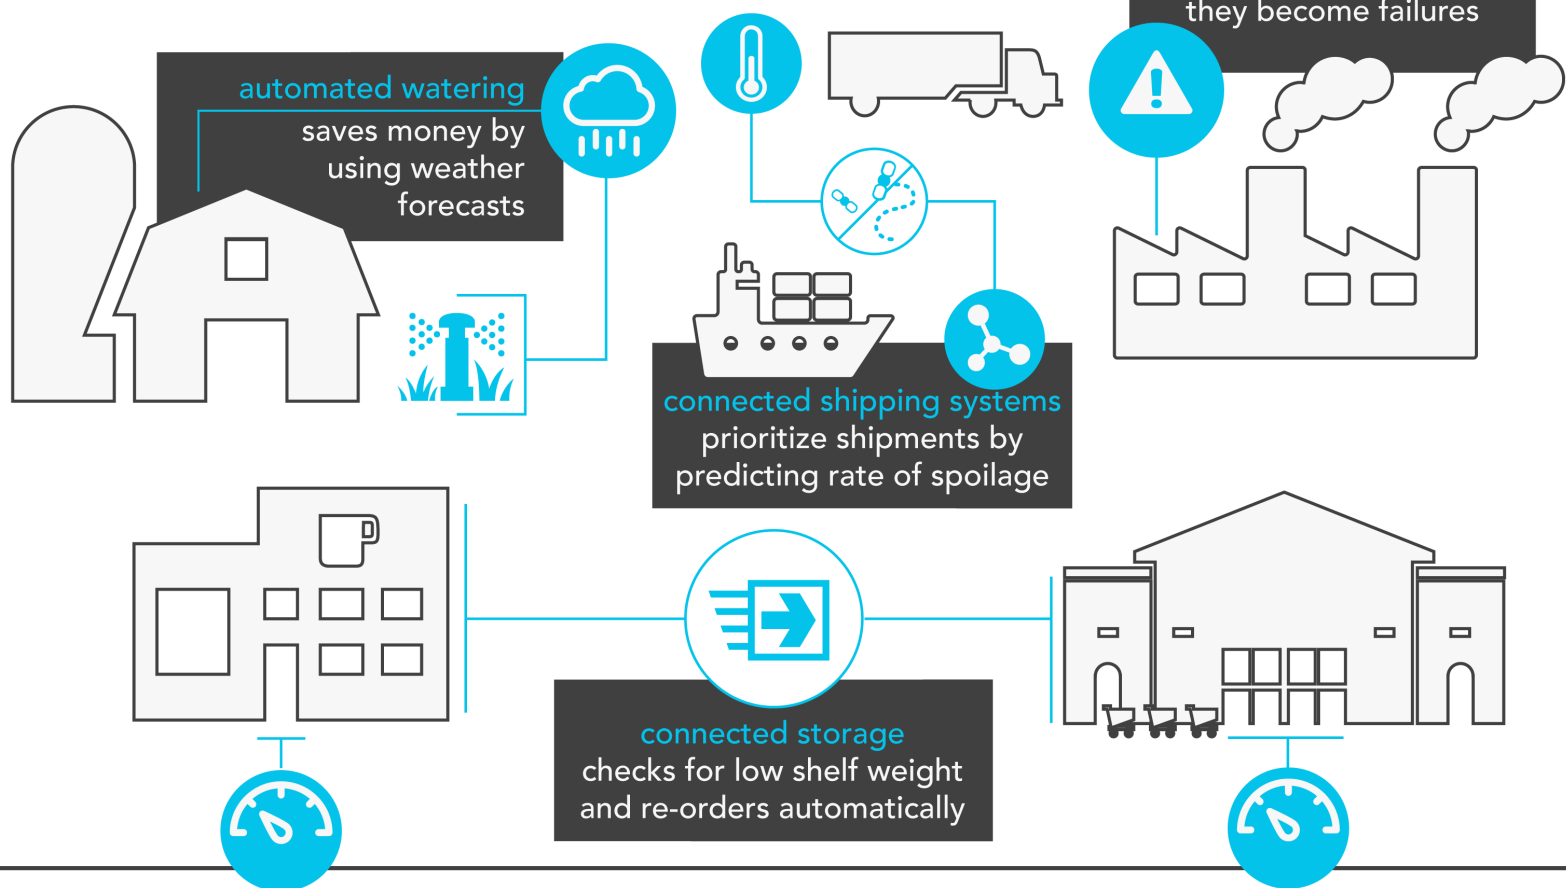 they become failures
automated watering
saves money by
using weather
forecasts
connected shipping systems
prioritize shipments by
predicting rate of spoilage
connected storage
checks for low shelf weight
and re-orders automatically